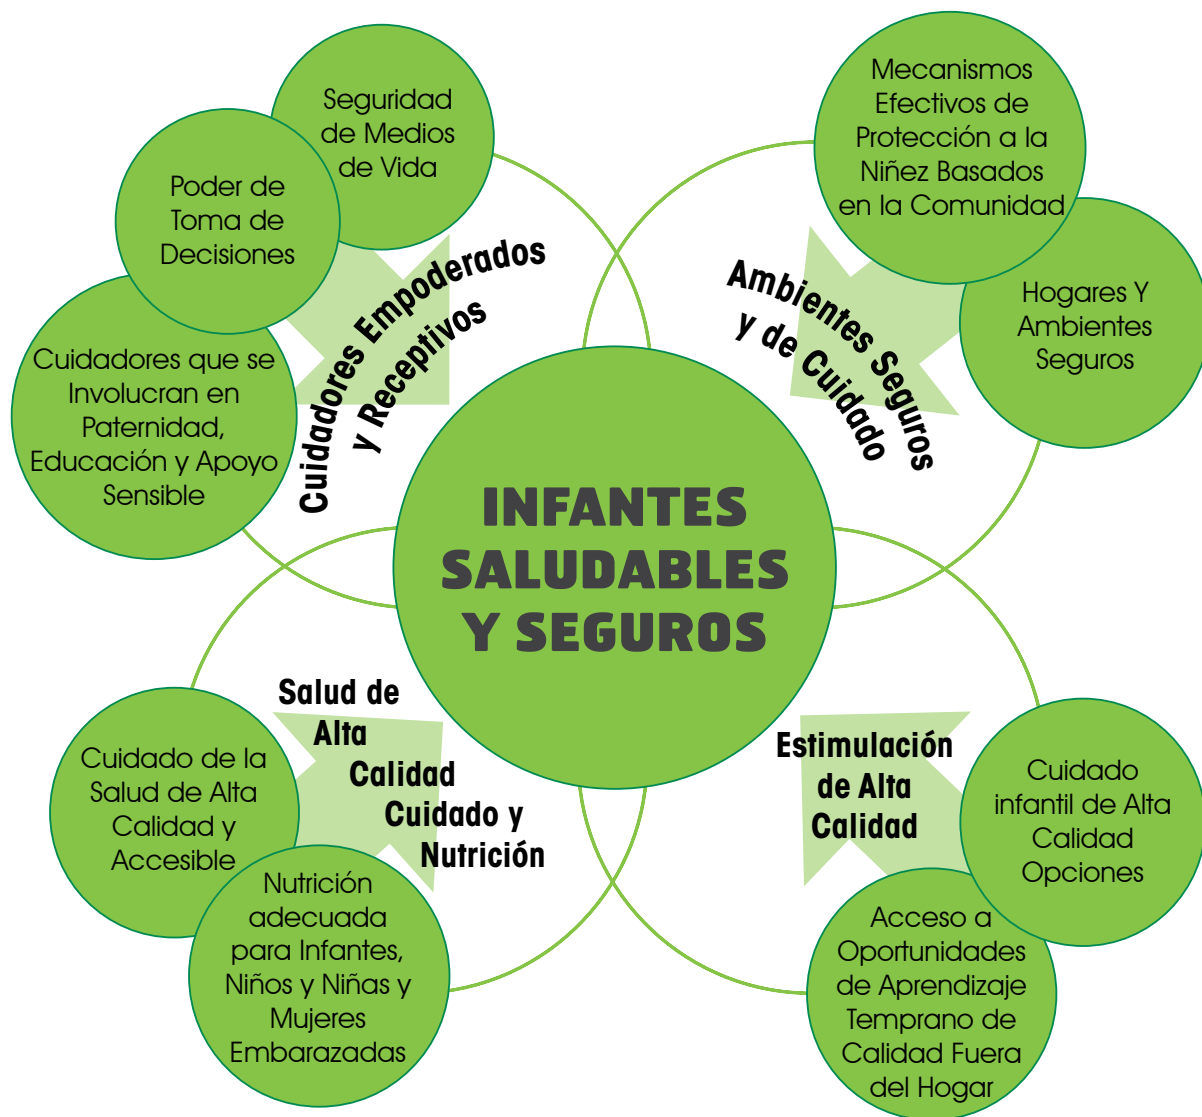 Seguridad
de Medios
de Vida
Poder de
Toma de
Decisiones
Cuidadores que se
Involucran en
Paternidad,
Educación y Apoyo
Sensible
Cuidadores Empoderados
y Receptivos
Mecanismos
Efectivos de
Protección a la
Niñez Basados
en la Comunidad
Hogares Y
Ambientes
Seguros
Ambientes Seguros
y de Cuidado
INFANTES
SALUDABLES
Y SEGUROS
Salud de
Alta
Calidad
Cuidado y
Nutrición
Cuidado de la
Salud de Alta
Calidad y
Accesible
Nutrición
adecuada
para Infantes,
Niños y Niñas y
Mujeres
Embarazadas
Estimulación
de Alta
Calidad
Cuidado
infantil de Alta
Calidad
Opciones
Acceso a
Oportunidades
de Aprendizaje
Temprano de
Calidad Fuera
del Hogar